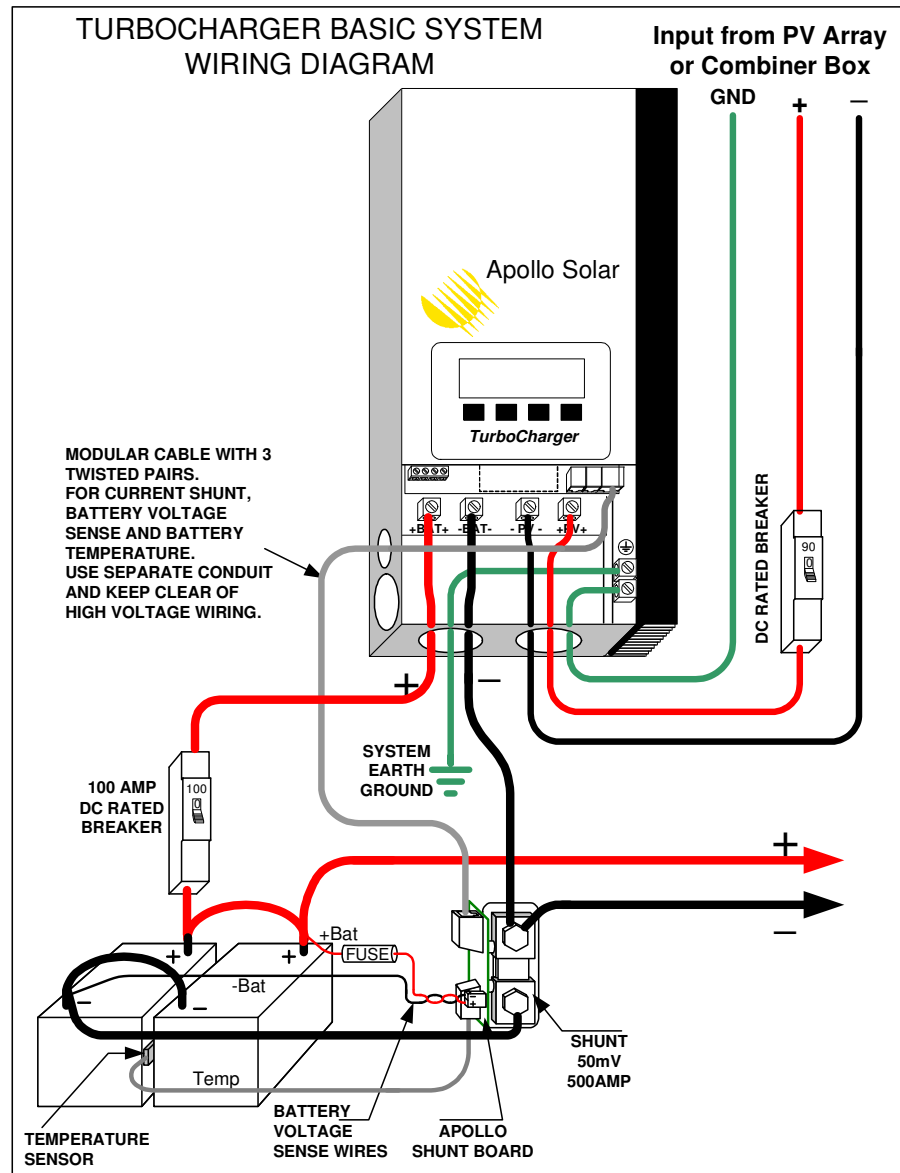 TURBOCHARGER BASIC SYSTEM
WIRING DIAGRAM
Input from PV Array
or Combiner Box
GND
+
–
Apollo Solar
TurboCharger
MODULAR CABLE WITH 3
TWISTED PAIRS.
FOR CURRENT SHUNT,
BATTERY VOLTAGE
SENSE AND BATTERY
TEMPERATURE.
USE SEPARATE CONDUIT
AND KEEP CLEAR OF
HIGH VOLTAGE WIRING.
+BAT+
-BAT-
- PV -
+PV+
DC RATED BREAKER
90
0
+
–
SYSTEM
EARTH
GROUND
100 AMP
DC RATED
BREAKER
100
0
+
–
+
+
+Bat
FUSE
-Bat
–
–
–
+
Temp
SHUNT
50mV
500AMP
TEMPERATURE
SENSOR
BATTERY
VOLTAGE
SENSE WIRES
APOLLO
SHUNT BOARD